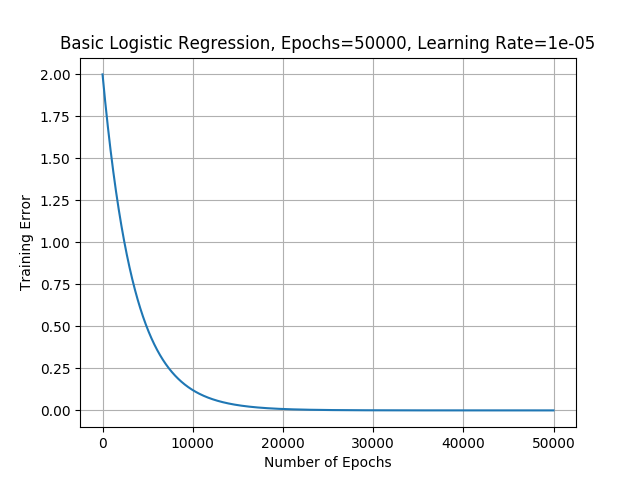 Basic Logistic Regression, Epochs=50000, Learning Rate=1e-05
2.00
1.75
1.50
1.25
1.00
0.75
0.50
0.25
0.00
Training Error
0 10000 20000 30000 40000 50000
Number of Epochs